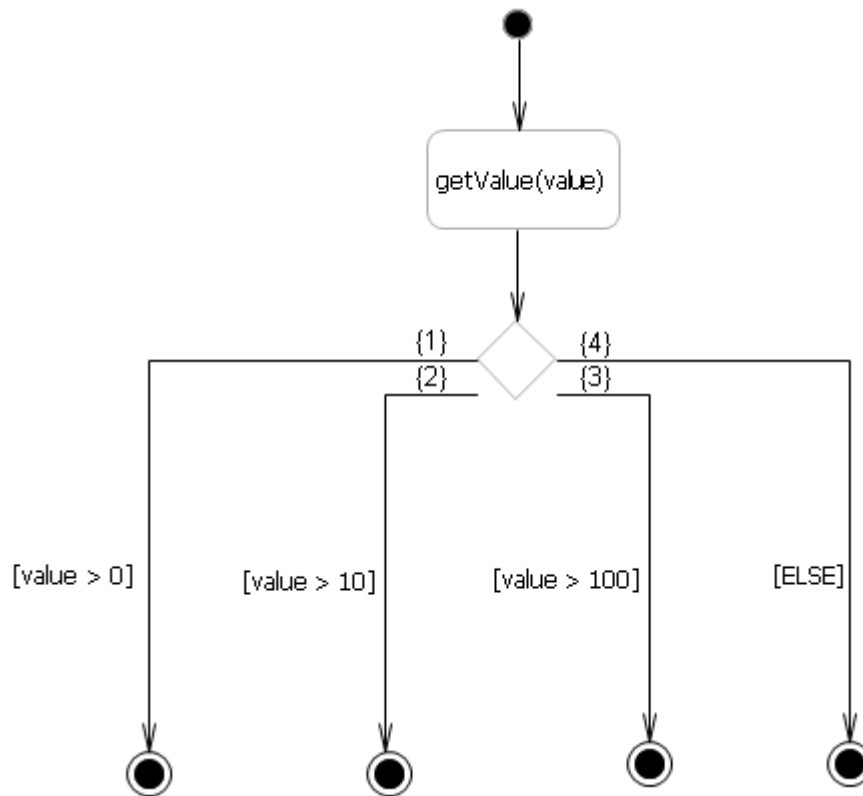 getValue(value)
{1}
{4}
{2}
{3}
[value > 0]
[value > 10]
[value > 100]
[ELSE]